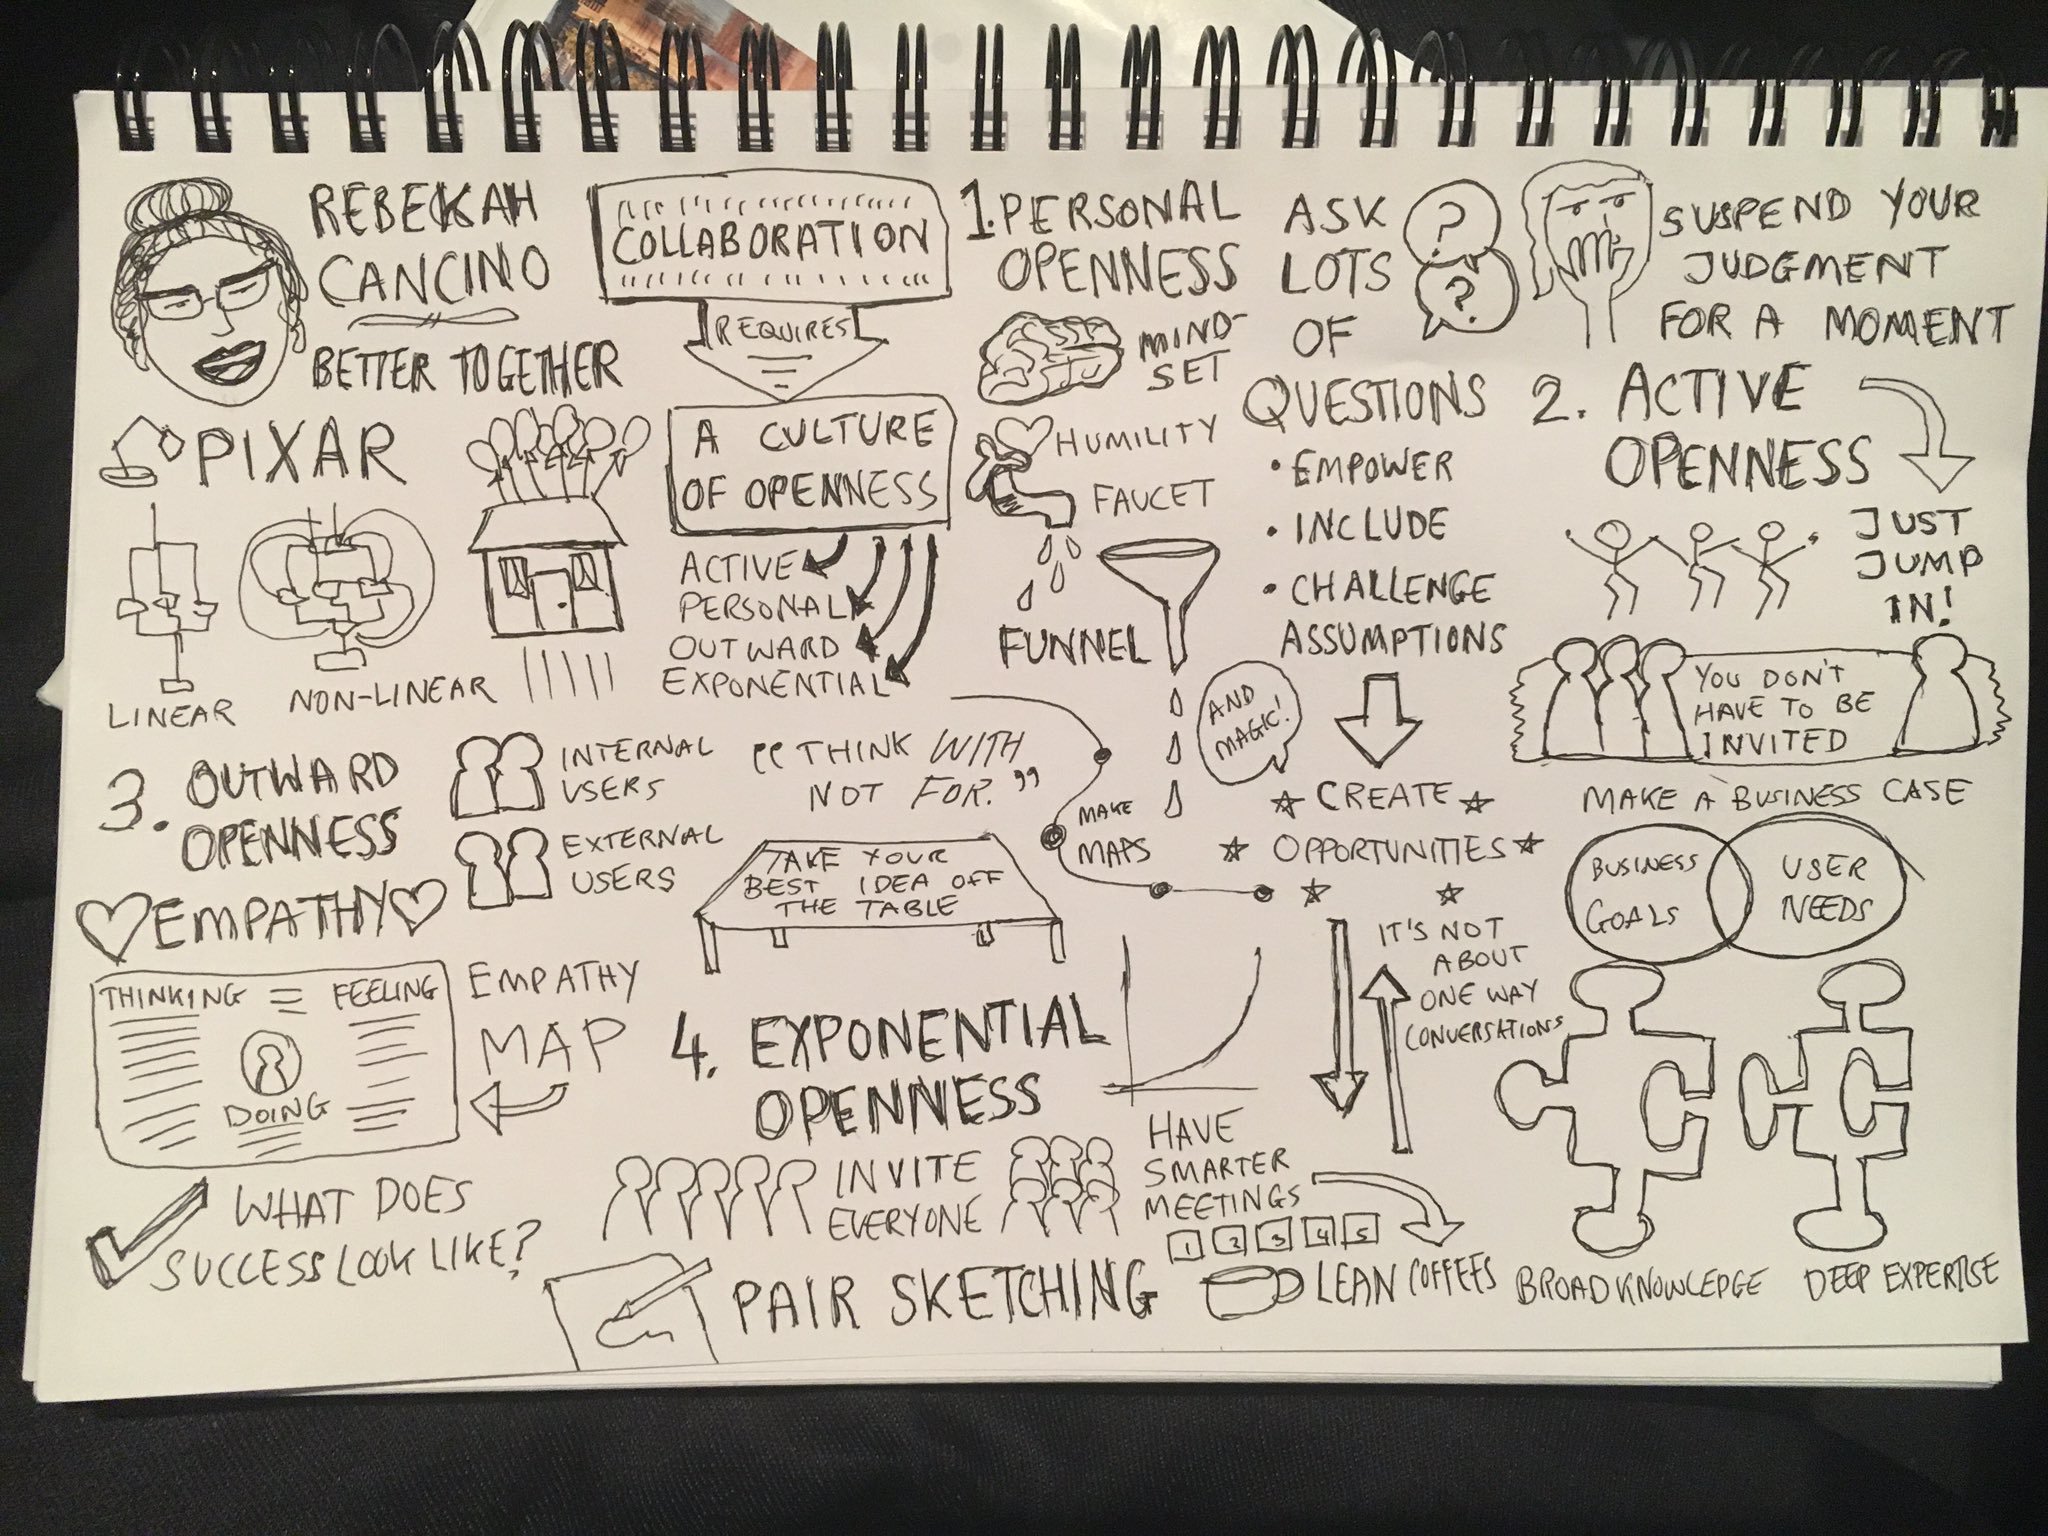 REBEKAH
CANCINO
BETTER TOGETHER
PIXAR
LINEAR
NON-LINEAR
COLLABORATION
REQUIRES
A CULTURE
OF OPENNESS
ACTIVE
PERSONAL
OUTWARD
EXPONENTIAL
1. PERSONAL
OPENNESS
MIND-
SET
HUMILITY
FAUCET
FUNNEL
AND
MAGIC!
ASK
LOTS
OF
QUESTIONS
• EMPOWER
• INCLUDE
• CHALLENGE
ASSUMPTIONS
CREATE
OPPORTUNITIES
IT'S NOT
ABOUT
ONE WAY
CONVERSATIONS
? 
?
SUSPEND YOUR
JUDGMENT
FOR A MOMENT
2. ACTIVE
OPENNESS
JUST
JUMP
IN!
YOU DON'T
HAVE TO BE
INVITED
MAKE A BUSINESS CASE
BUSINESS
GOALS
USER
NEEDS
BROAD KNOWLEDGE
DEEP EXPERTISE
3. OUTWARD
OPENNESS
INTERNAL
USERS
EXTERNAL
USERS
EMPATHY
THINKING = FEELING
DOING
EMPATHY
MAP
WHAT DOES
SUCCESS LOOK LIKE?
"THINK WITH
NOT FOR."
MAKE
MAPS
TAKE YOUR
BEST IDEA OFF
THE TABLE
4. EXPONENTIAL
OPENNESS
INVITE
EVERYONE
PAIR SKETCHING
HAVE
SMARTER
MEETINGS
1 2 3 4 5
LEAN COFFEES